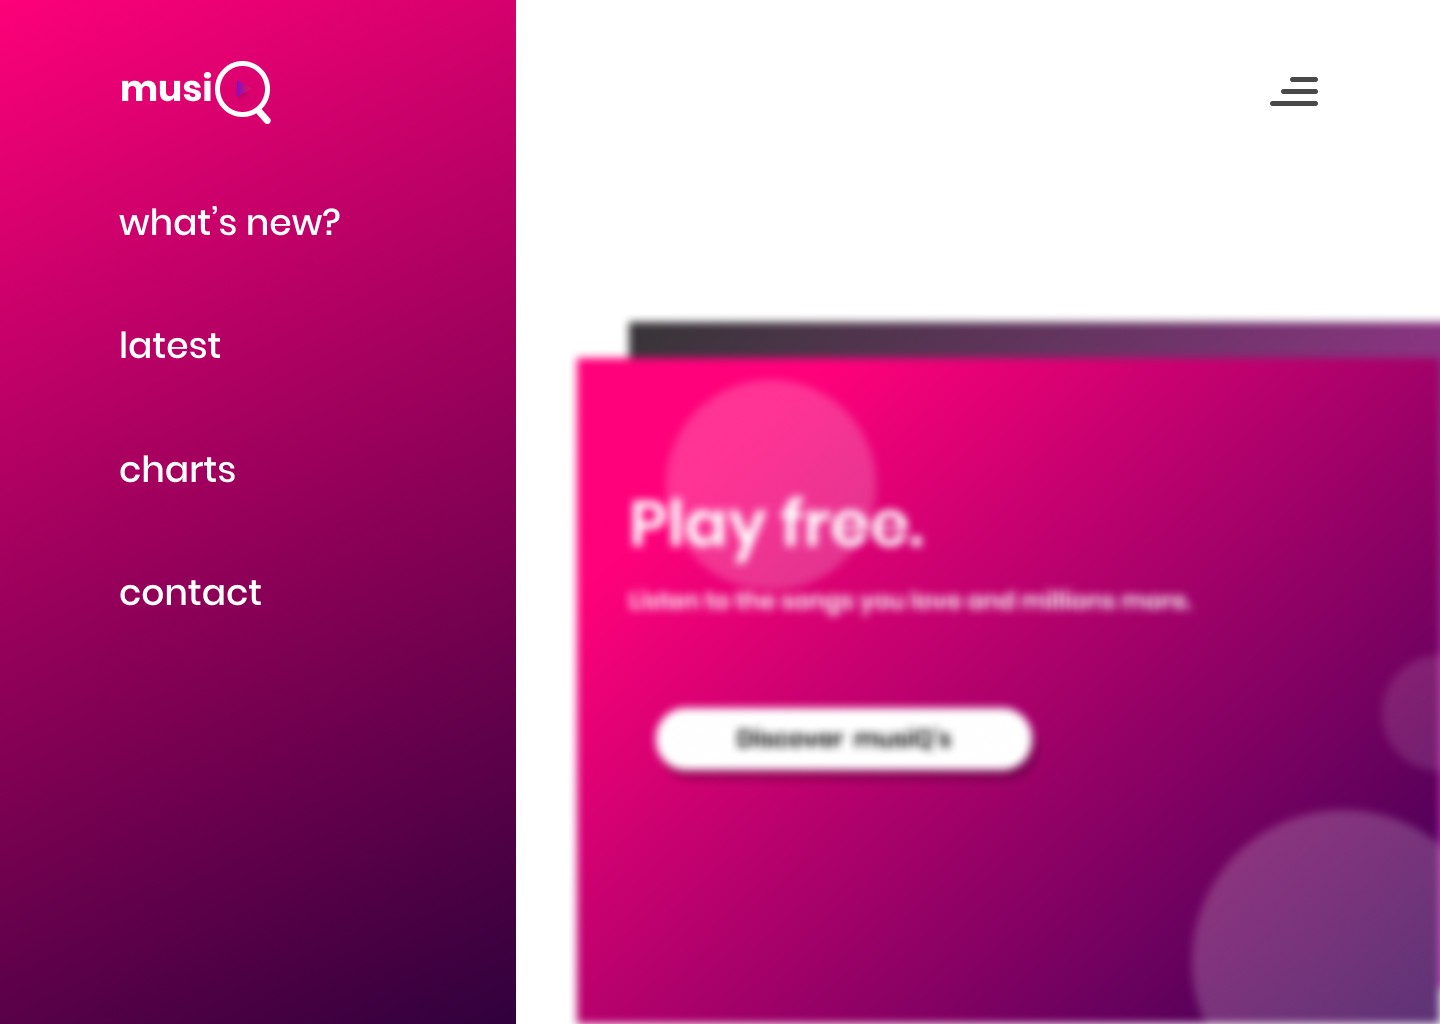 musiQ
what’s new?
latest
charts
contact
Play free.
Listen to the songs you love and millions more.
Discover musiQ's